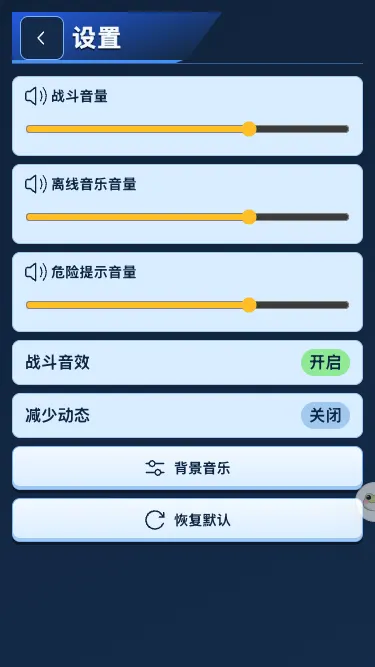 设置
战斗音量
离线音乐音量
危险提示音量
战斗音效 开启
减少动态 关闭
背景音乐
恢复默认